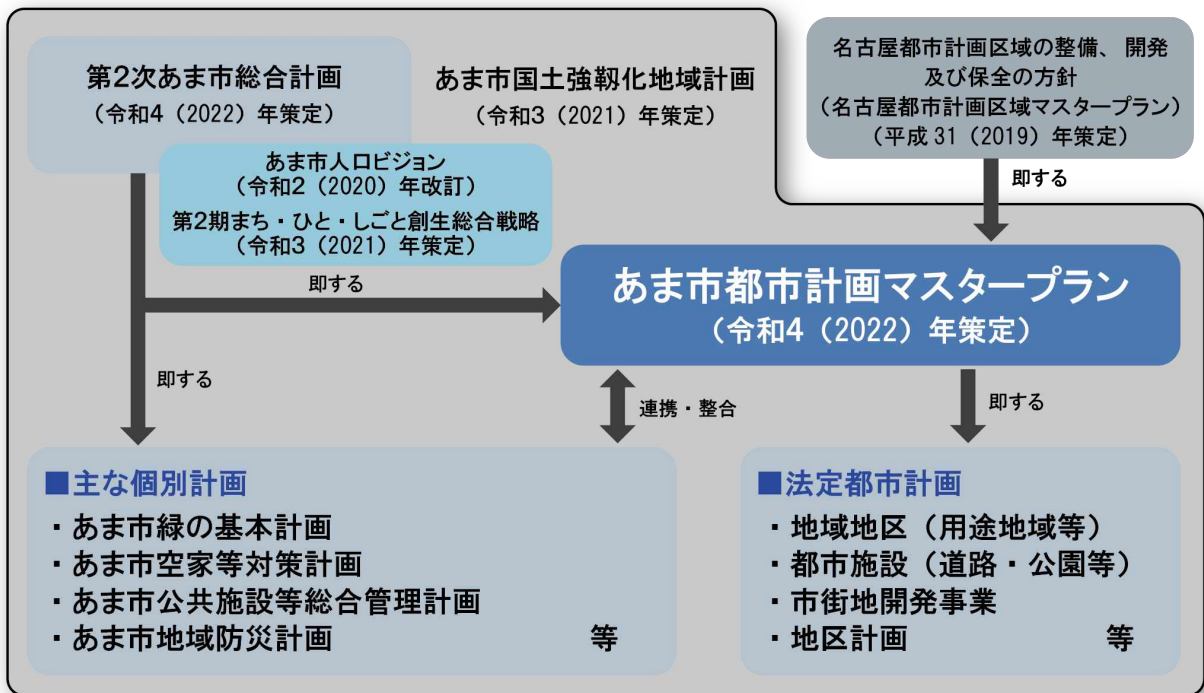 第2次あま市総合計画
（令和4（2022）年策定）
あま市国土強靱化地域計画
（令和3（2021）年策定）
名古屋都市計画区域の整備、開発
及び保全の方針
（名古屋都市計画区域マスタープラン）
（平成31（2019）年策定）
あま市人口ビジョン
（令和2（2020）年改訂）
第2期まち・ひと・しごと創生総合戦略
（令和3（2021）年策定）
即する
即する
あま市都市計画マスタープラン
（令和4（2022）年策定）
即する
連携・整合
即する
■主な個別計画
・あま市緑の基本計画
・あま市空家等対策計画
・あま市公共施設等総合管理計画
・あま市地域防災計画 等
■法定都市計画
・地域地区（用途地域等）
・都市施設（道路・公園等）
・市街地開発事業
・地区計画 等